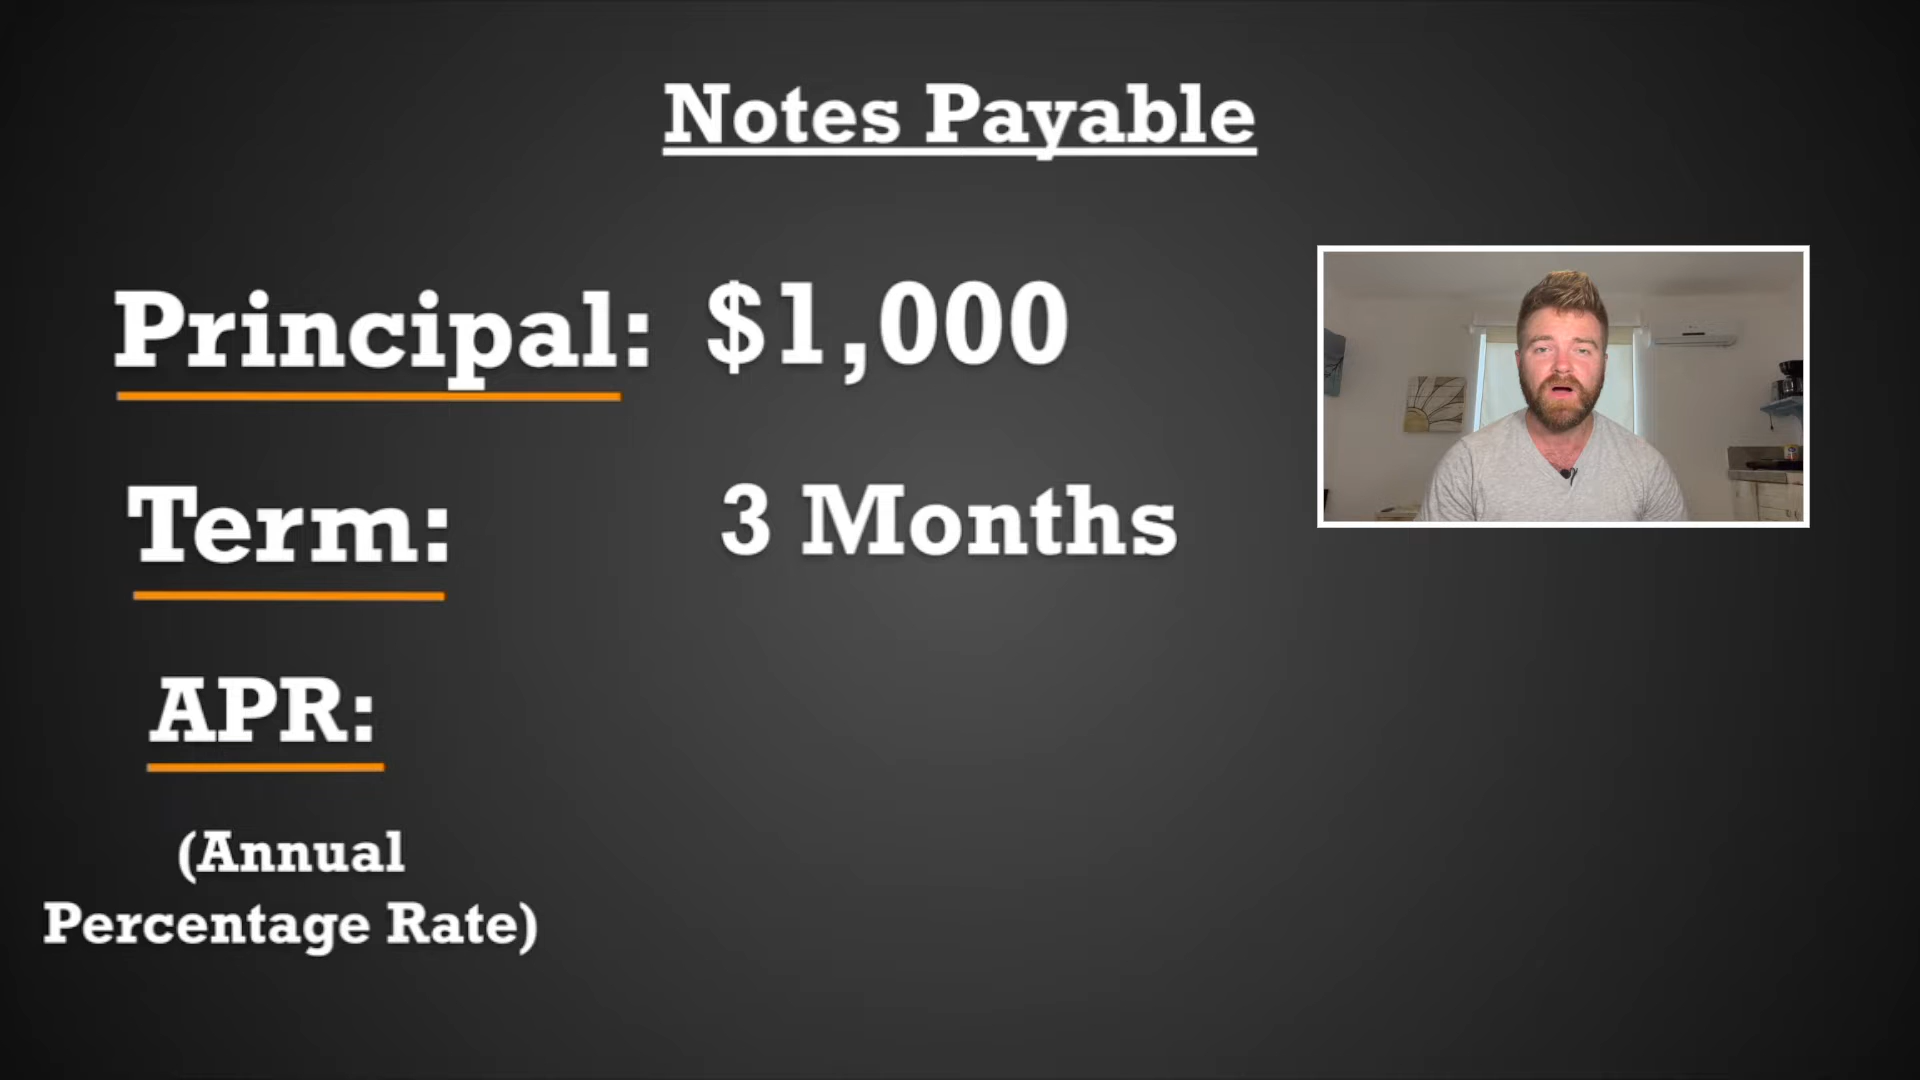 Notes Payable
Principal: $1,000
Term: 3 Months
APR:
(Annual
Percentage Rate)